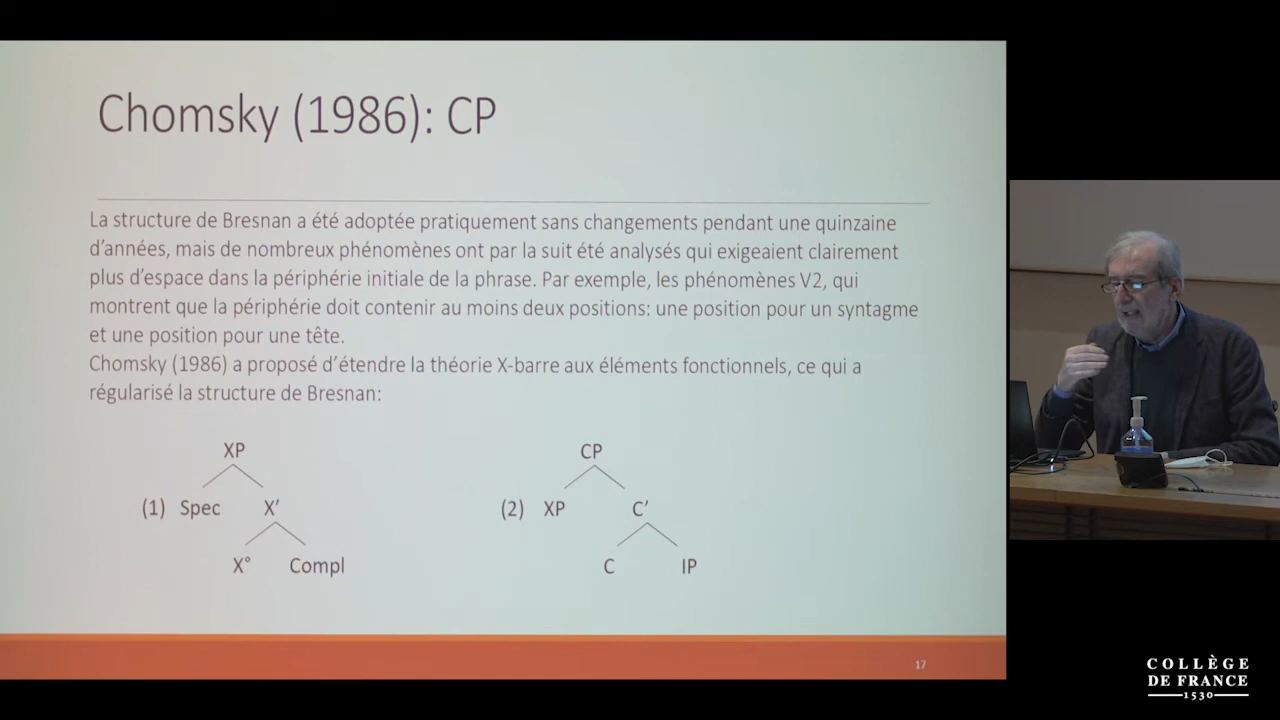 Chomsky (1986): CP
La structure de Bresnan a été adoptée pratiquement sans changements pendant une quinzaine
d'années, mais de nombreux phénomènes ont par la suit été analysés qui exigeaient clairement
plus d'espace dans la périphérie initiale de la phrase. Par exemple, les phénomènes V2, qui
montrent que la périphérie doit contenir au moins deux positions: une position pour un syntagme
et une position pour une tête.
Chomsky (1986) a proposé d'étendre la théorie X-barre aux éléments fonctionnels, ce qui a
régularisé la structure de Bresnan:
XP
(1) Spec X'
X° Compl
CP
(2) XP C'
C IP
17
COLLÈGE
DE FRANCE
1530